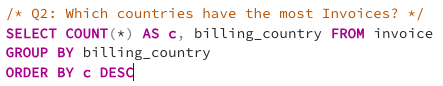 /* Q2: Which countries have the most Invoices? */
SELECT COUNT(*) AS c, billing_country FROM invoice
GROUP BY billing_country
ORDER BY c DESC